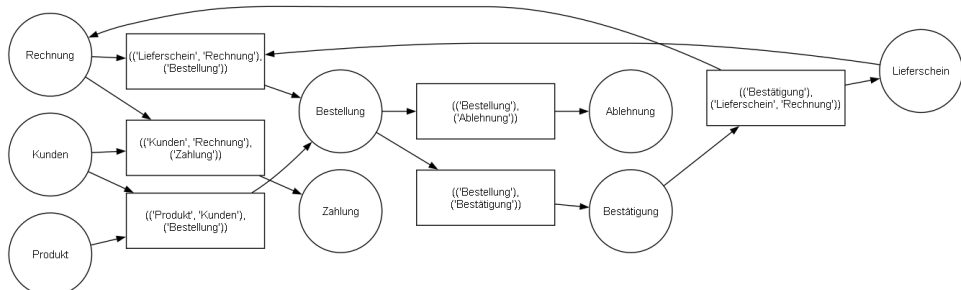 Rechnung
(('Lieferschein', 'Rechnung'),
('Bestellung'))
Lieferschein
(('Bestätigung'),
('Lieferschein', 'Rechnung'))
Bestellung
(('Bestellung'),
('Ablehnung'))
Ablehnung
Kunden
(('Kunden', 'Rechnung'),
('Zahlung'))
(('Bestellung'),
('Bestätigung'))
Zahlung
Bestätigung
(('Produkt', 'Kunden'),
('Bestellung'))
Produkt